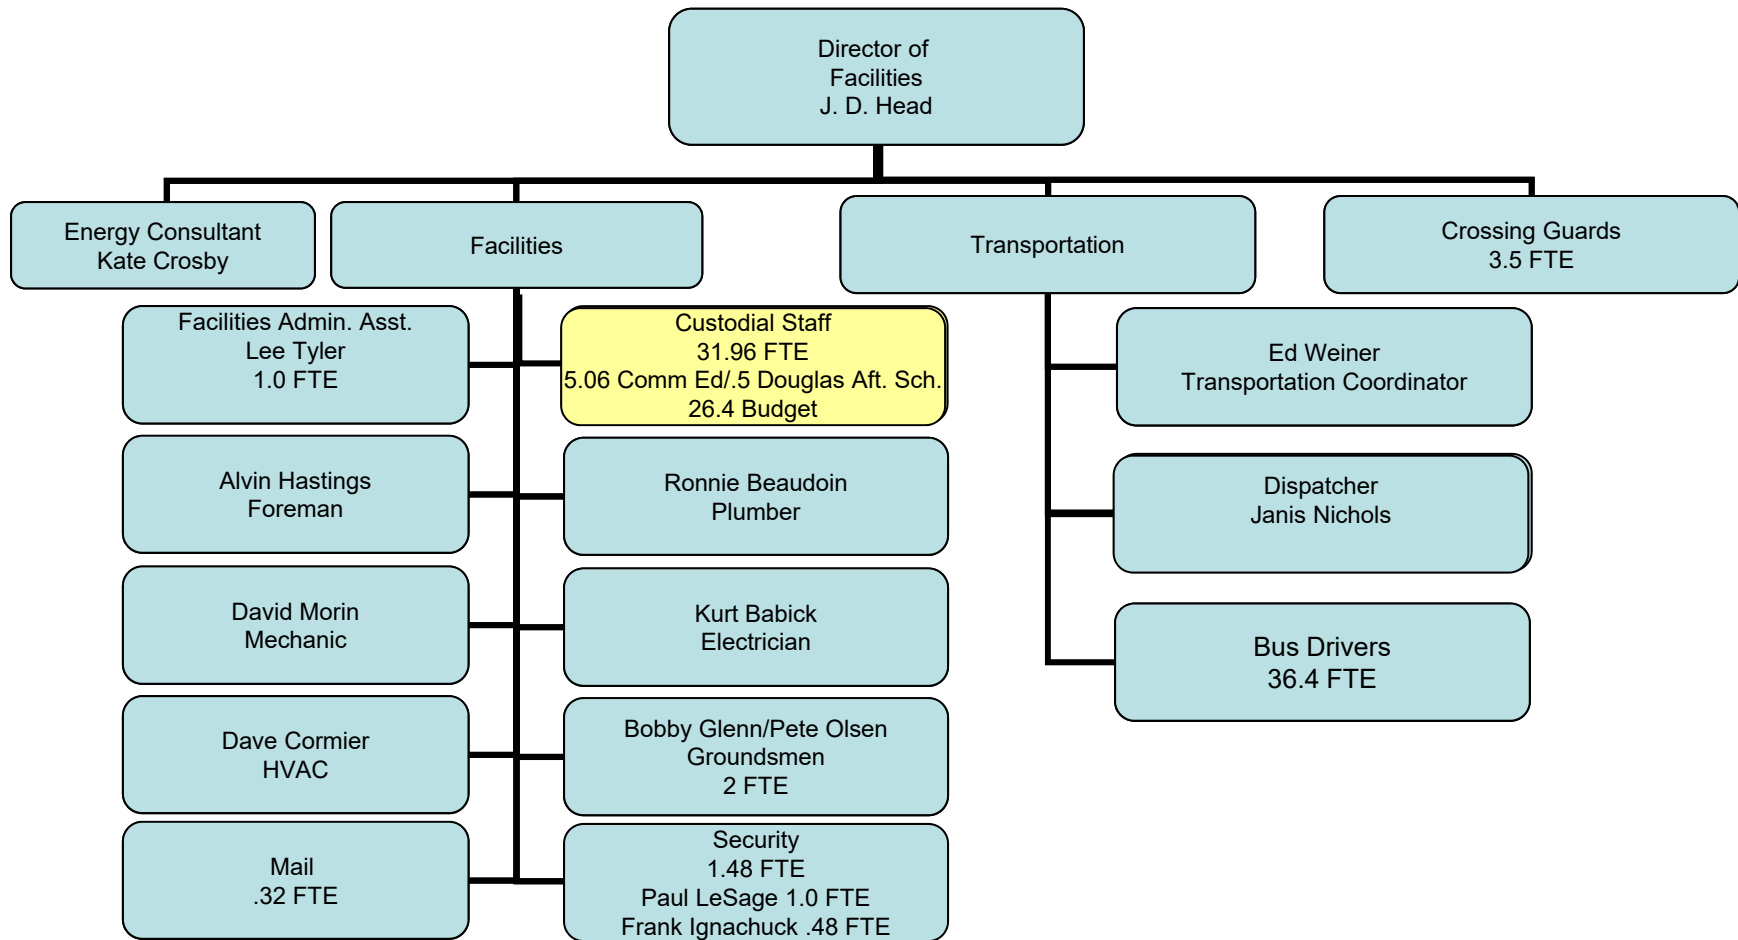 Director of
Facilities
J. D. Head
Energy Consultant
Kate Crosby
Facilities
Transportation
Crossing Guards
3.5 FTE
Facilities Admin. Asst.
Lee Tyler
1.0 FTE
Custodial Staff
31.96 FTE
5.06 Comm Ed/.5 Douglas Aft. Sch.
26.4 Budget
Ed Weiner
Transportation Coordinator
Alvin Hastings
Foreman
Ronnie Beaudoin
Plumber
Dispatcher
Janis Nichols
David Morin
Mechanic
Kurt Babick
Electrician
Bus Drivers
36.4 FTE
Dave Cormier
HVAC
Bobby Glenn/Pete Olsen
Groundsmen
2 FTE
Mail
.32 FTE
Security
1.48 FTE
Paul LeSage 1.0 FTE
Frank Ignachuck .48 FTE